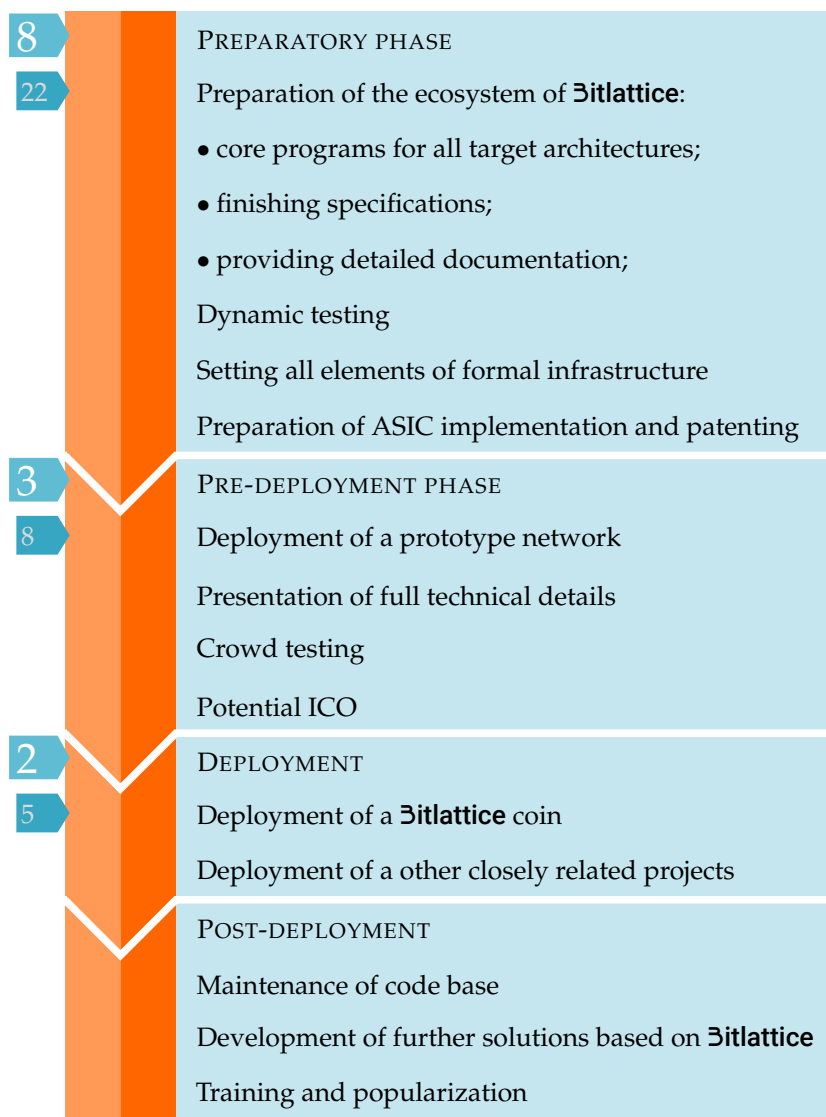 8 PREPARATORY PHASE
22 Preparation of the ecosystem of Bitlattice:
• core programs for all target architectures;
• finishing specifications;
• providing detailed documentation;
Dynamic testing
Setting all elements of formal infrastructure
Preparation of ASIC implementation and patenting
3 PRE-DEPLOYMENT PHASE
8 Deployment of a prototype network
Presentation of full technical details
Crowd testing
Potential ICO
2 DEPLOYMENT
5 Deployment of a Bitlattice coin
Deployment of a other closely related projects
POST-DEPLOYMENT
Maintenance of code base
Development of further solutions based on Bitlattice
Training and popularization